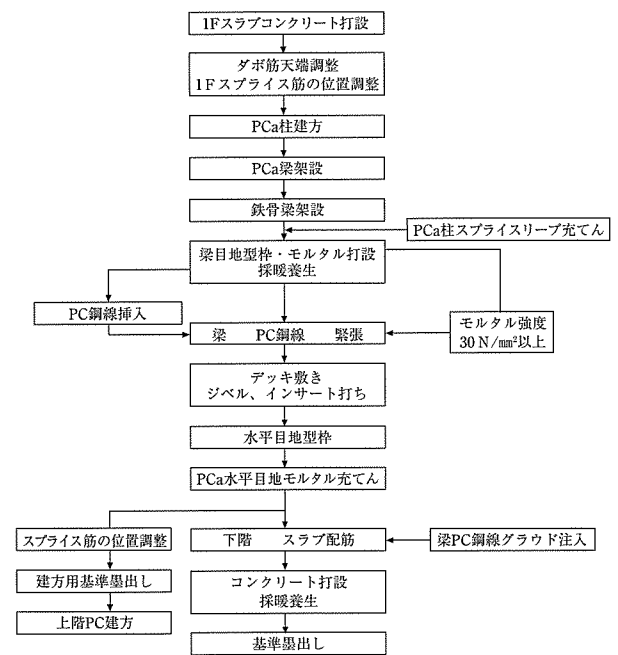 1Fスラブコンクリート打設
ダボ筋天端調整
1Fスプライス筋の位置調整
PCa柱建方
PCa梁架設
鉄骨梁架設
PCa柱スプライスリーブ充てん
梁目地型枠・モルタル打設
採暖養生
PC鋼線挿入
モルタル強度
30N/㎟以上
梁 PC鋼線 緊張
デッキ敷き
ジベル、インサート打ち
水平目地型枠
PCa水平目地モルタル充てん
スプライス筋の位置調整
下階 スラブ配筋
梁PC鋼線グラウド注入
建方用基準墨出し
コンクリート打設
採暖養生
上階PC建方
基準墨出し